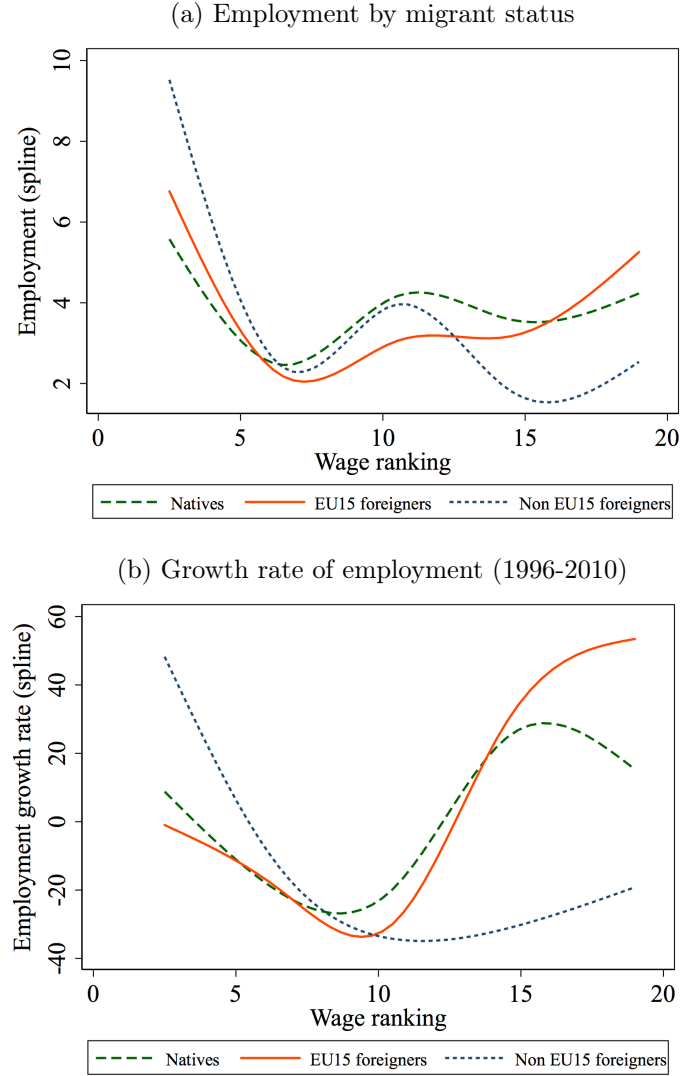 (a) Employment by migrant status
10
8
6
4
2
Employment (spline)
0 5 10 15 20
Wage ranking
Natives EU15 foreigners Non EU15 foreigners
(b) Growth rate of employment (1996-2010)
60
40
20
0
-20
-40
Employment growth rate (spline)
0 5 10 15 20
Wage ranking
Natives EU15 foreigners Non EU15 foreigners